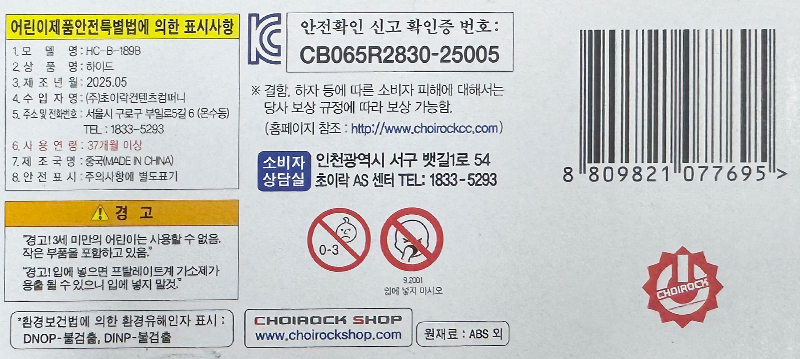 어린이제품안전특별법에 의한 표시사항
1. 모 델 명 : HC-B-189B
2. 상 품 명 : 하이드
3. 제 조 년 월 : 2025.05
4. 수 입 자 명 : (주)초이락컨텐츠컴퍼니
5. 주소 및 전화번호 : 서울시 구로구 부일로5길 6 (온수동)
TEL : 1833-5293
6. 사 용 연 령 : 37개월 이상
7. 제 조 국 명 : 중국(MADE IN CHINA)
8. 안 전 표 시 : 주의사항에 별도표기
경 고
"경고! 3세 미만의 어린이는 사용할 수 없음.
작은 부품을 포함하고 있음."
"경고! 입에 넣으면 프탈레이트계 가소제가
용출 될 수 있으니 입에 넣지 말것."
*환경보건법에 의한 환경유해인자 표시 :
DNOP-불검출, DINP-불검출
안전확인 신고 확인증 번호:
CB065R2830-25005
※ 결함, 하자 등에 따른 소비자 피해에 대해서는
당사 보상 규정에 따라 보상 가능함.
(홈페이지 참조 : http://www.choirockcc.com)
소비자
상담실
인천광역시 서구 뱃길1로 54
초이락 AS 센터 TEL: 1833-5293
0-3
9.2001
입에 넣지 마시오
CHOIROCK SHOP
www.choirockshop.com
원재료 : ABS 외
8 809821 077695 >
CHOIROCK